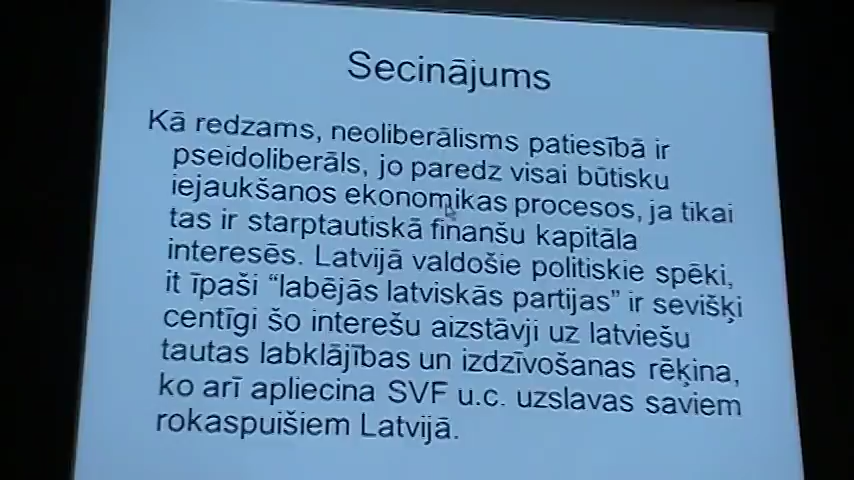 Secinājums
Kā redzams, neoliberālisms patiesībā ir
pseidoliberāls, jo paredz visai būtisku
iejaukšanos ekonomikas procesos, ja tikai
tas ir starptautiskā finanšu kapitāla
interesēs. Latvijā valdošie politiskie spēki,
it īpaši “labējās latviskās partijas” ir sevišķi
centīgi šo interešu aizstāvji uz latviešu
tautas labklājības un izdzīvošanas rēķina,
ko arī apliecina SVF u.c. uzslavas saviem
rokaspuišiem Latvijā.